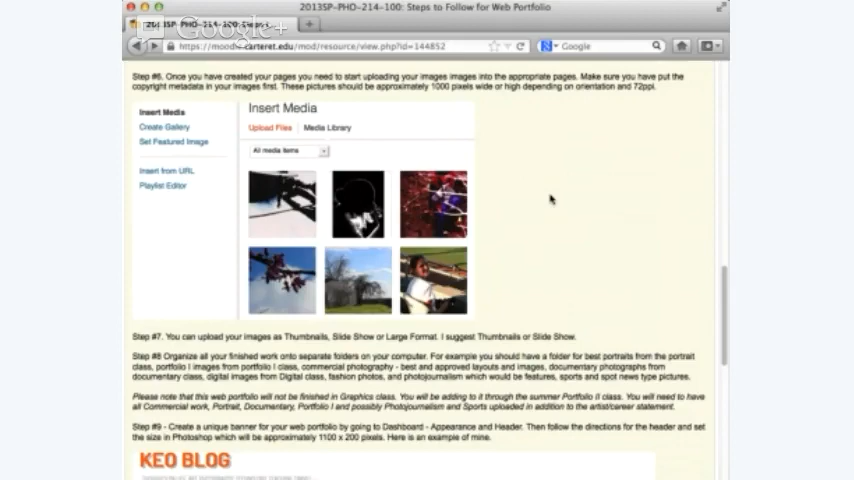 2013SP-PHO-214-100: Steps to Follow for Web Portfolio
Google+
2013SP-PHO-214-100: Steps t...
https://moodle.carteret.edu/mod/resource/view.php?id=144852
Google
Step #6. Once you have created your pages you need to start uploading your images images into the appropriate pages. Make sure you have put the
copyright metadata in your images first. These pictures should be approximately 1000 pixels wide or high depending on orientation and 72ppi.
Insert Media
Create Gallery
Set Featured Image
Insert from URL
Playlist Editor
Insert Media
Upload Files Media Library
All media items
Step #7. You can upload your images as Thumbnails, Slide Show or Large Format. I suggest Thumbnails or Slide Show.
Step #8 Organize all your finished work onto separate folders on your computer. For example you should have a folder for best portraits from the portrait
class, portfolio I images from portfolio I class, commercial photography - best and approved layouts and images, documentary photographs from
documentary class, digital images from Digital class, fashion photos, and photojournalism which would be features, sports and spot news type pictures.
Please note that this web portfolio will not be finished in Graphics class. You will be adding to it through the summer Portfolio II class. You will need to have
all Commercial work, Portrait, Documentary, Portfolio I and possibly Photojournalism and Sports uploaded in addition to the artist/career statement.
Step #9 - Create a unique banner for your web portfolio by going to Dashboard - Appearance and Header. Then follow the directions for the header and set
the size in Photoshop which will be approximately 1100 x 200 pixels. Here is an example of mine.
KEO BLOG